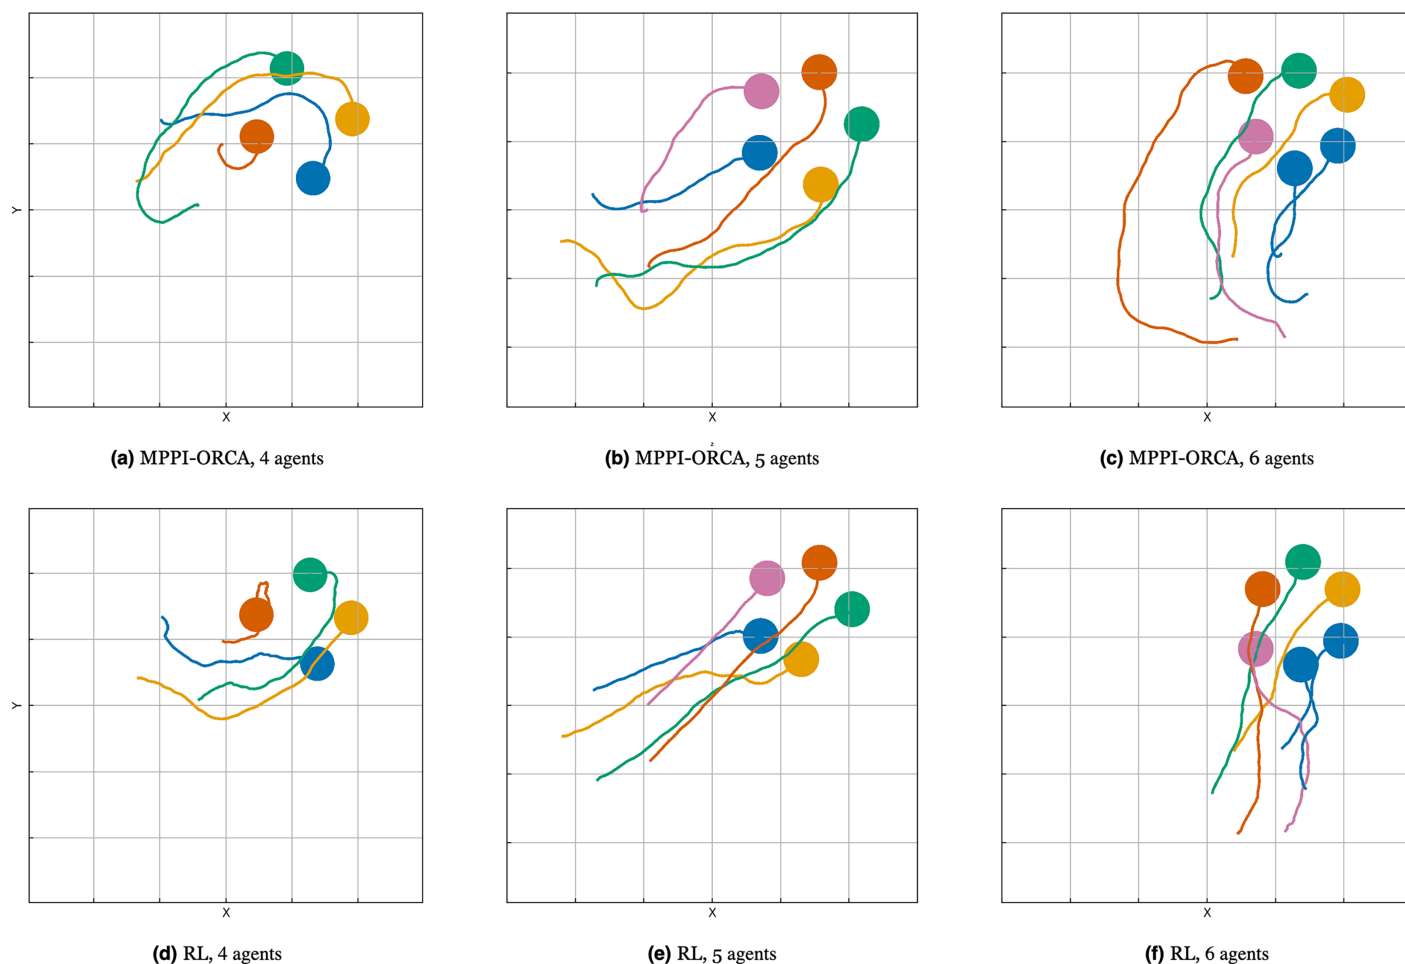 Y
X
X
X
(a) MPPI-ORCA, 4 agents
z
(b) MPPI-ORCA, 5 agents
(c) MPPI-ORCA, 6 agents
Y
X
X
X
(d) RL, 4 agents
(e) RL, 5 agents
(f) RL, 6 agents